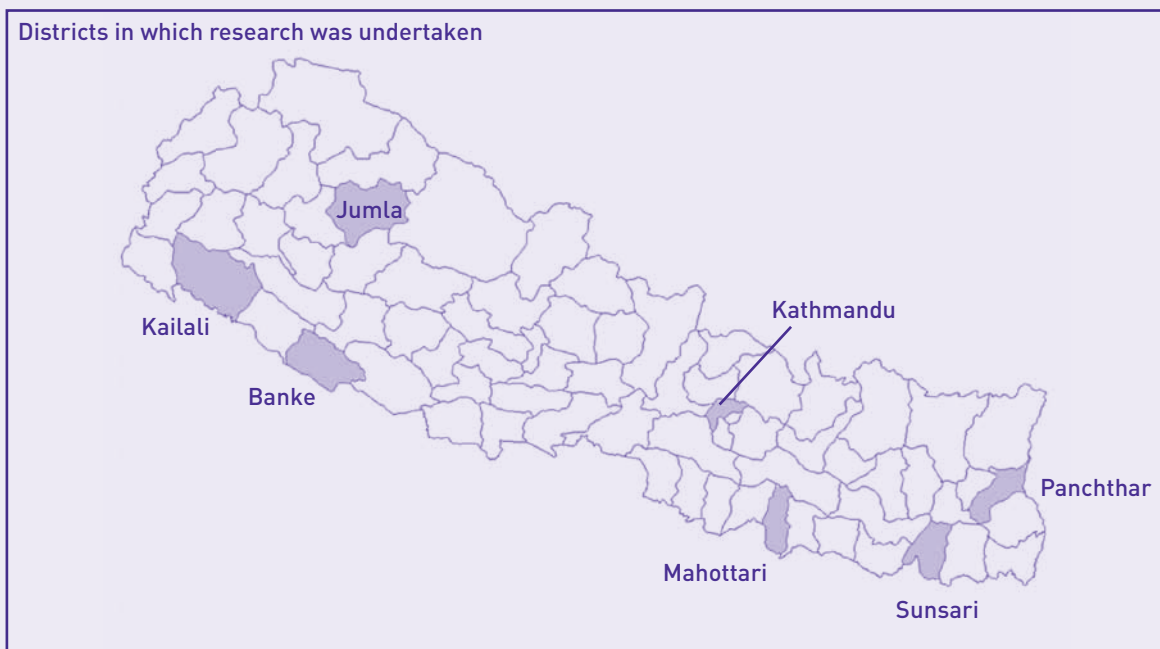 Districts in which research was undertaken
Jumla
Kathmandu
Kailali
Banke
Panchthar
Mahottari
Sunsari